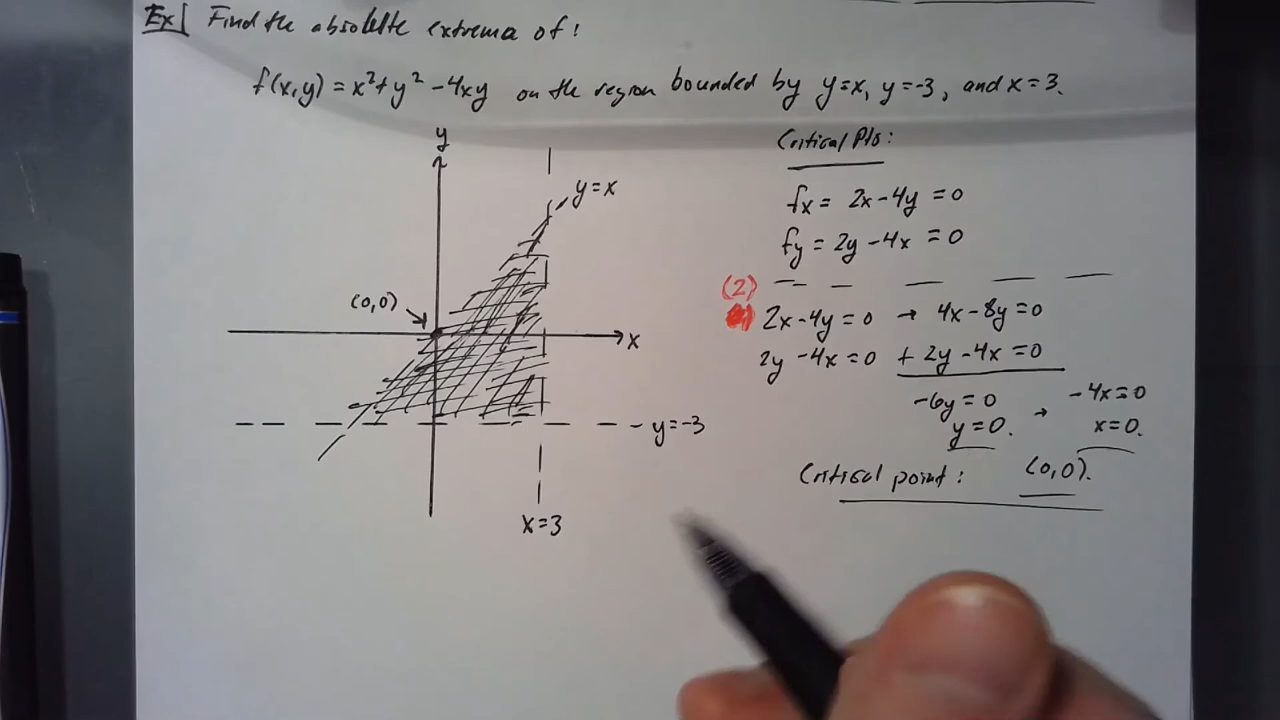 Ex] Find the absolute extrema of:
f(x,y) = x²+y² -4xy on the region bounded by y=x, y=-3, and x=3.
y
y=x
(0,0)
x
y=-3
x=3
Critical Pts:
fx = 2x-4y =0
fy = 2y-4x =0
(2)
2x-4y=0 → 4x-8y=0
2y-4x=0 + 2y-4x=0
-6y=0 → -4x=0
y=0. x=0.
Critical point: (0,0).